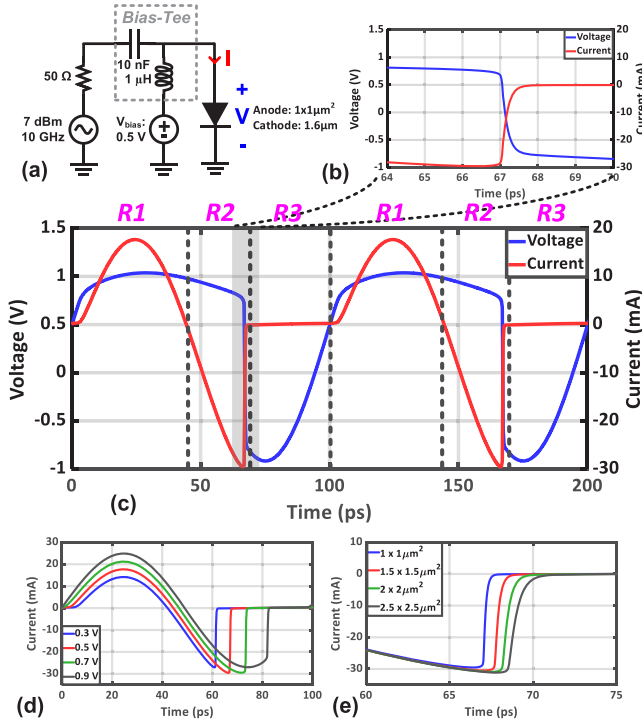 Bias-Tee
10 nF
1 µH
I
50 Ω
7 dBm
10 GHz
V_bias:
0.5 V
+
V
-
Anode: 1x1µm²
Cathode: 1.6µm
(a)
1.5
1
0.5
0
-0.5
-1
Voltage (V)
Voltage
Current
20
10
0
-10
-20
-30
Current (mA)
64 65 66 67 68 69 70
Time (ps)
(b)
R1 R2 R3 R1 R2 R3
1.5
1
0.5
0
-0.5
-1
Voltage (V)
Voltage
Current
20
10
0
-10
-20
-30
Current (mA)
0 50 100 150 200
Time (ps)
(c)
30
20
10
0
-10
-20
-30
Current (mA)
0.3 V
0.5 V
0.7 V
0.9 V
0 20 40 60 80 100
Time (ps)
(d)
10
0
-10
-20
-30
-40
Current (mA)
1 x 1µm²
1.5 x 1.5µm²
2 x 2µm²
2.5 x 2.5µm²
60 65 70 75
Time (ps)
(e)